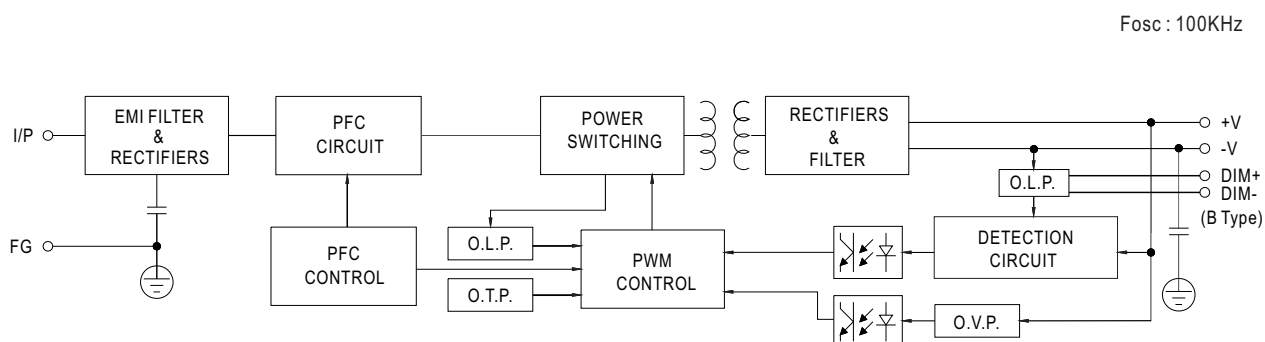 Fosc : 100KHz
I/P
EMI FILTER
&
RECTIFIERS
PFC
CIRCUIT
POWER
SWITCHING
RECTIFIERS
&
FILTER
+V
-V
O.L.P.
DIM+
DIM-
(B Type)
FG
PFC
CONTROL
O.L.P.
O.T.P.
PWM
CONTROL
DETECTION
CIRCUIT
O.V.P.